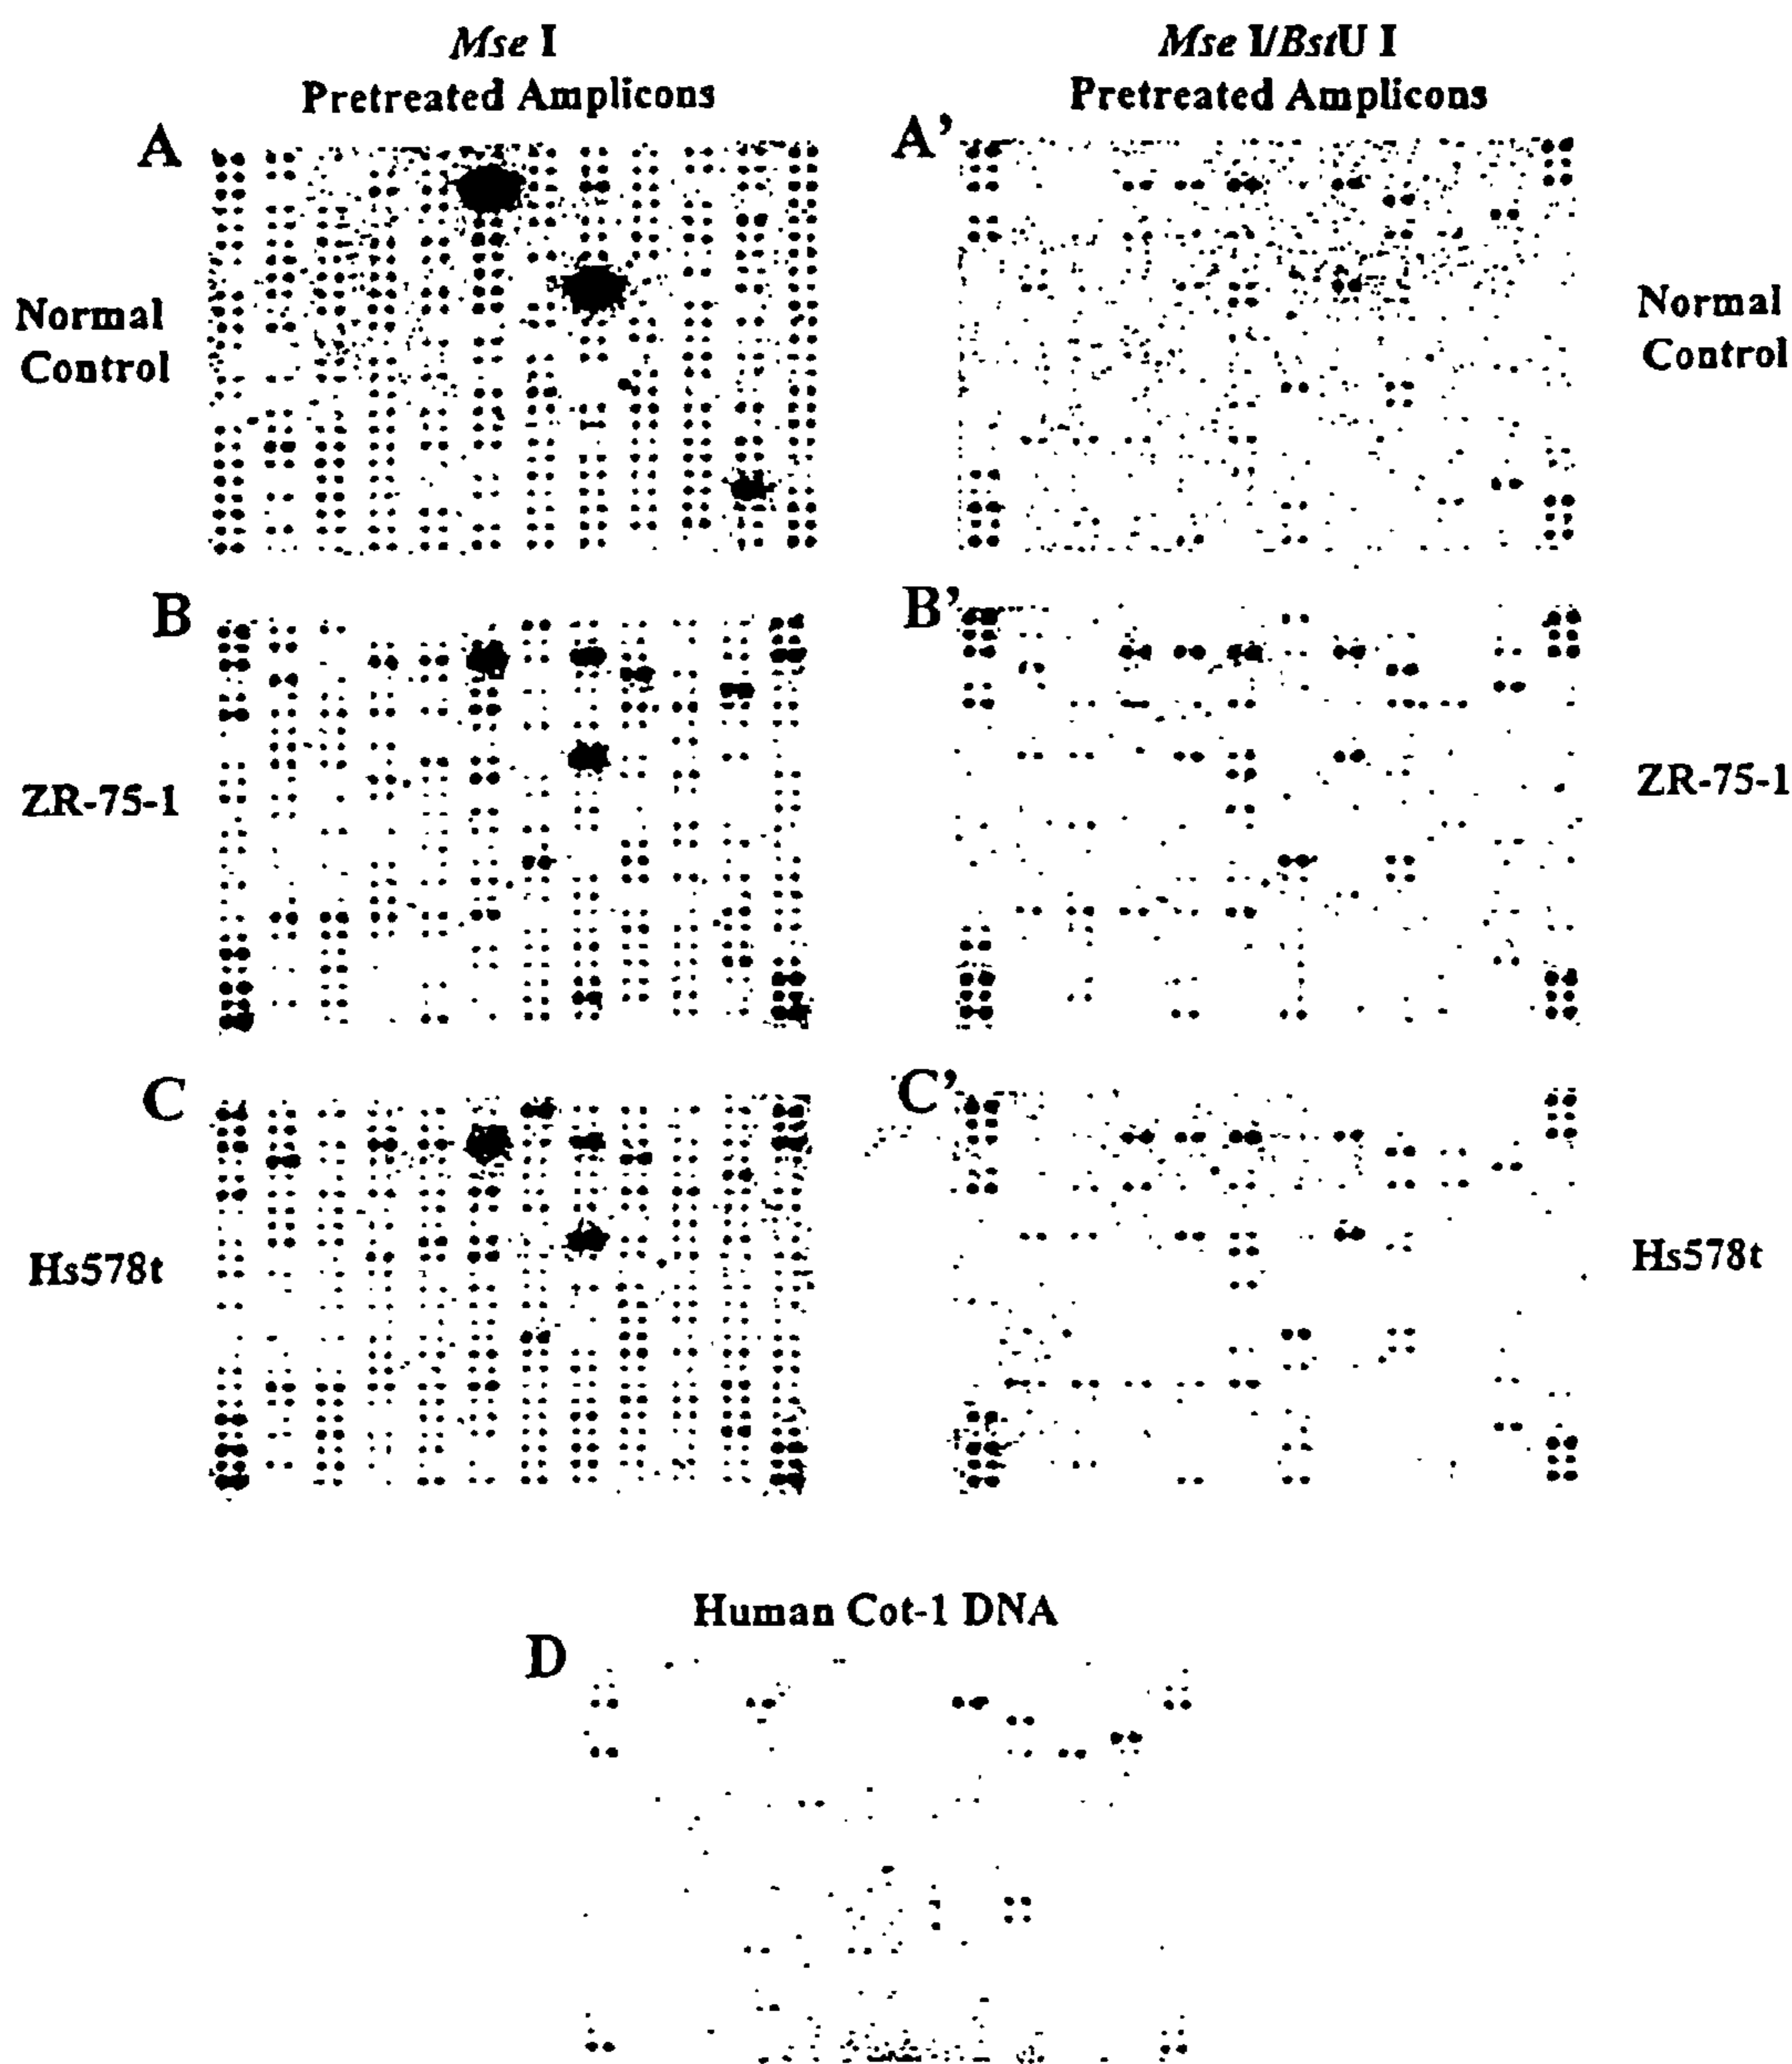 Mse I
Pretreated Amplicons
Mse I/BstU I
Pretreated Amplicons
A
A'
Normal
Control
Normal
Control
B
B'
ZR-75-1
ZR-75-1
C
C'
Hs578t
Hs578t
Human Cot-1 DNA
D